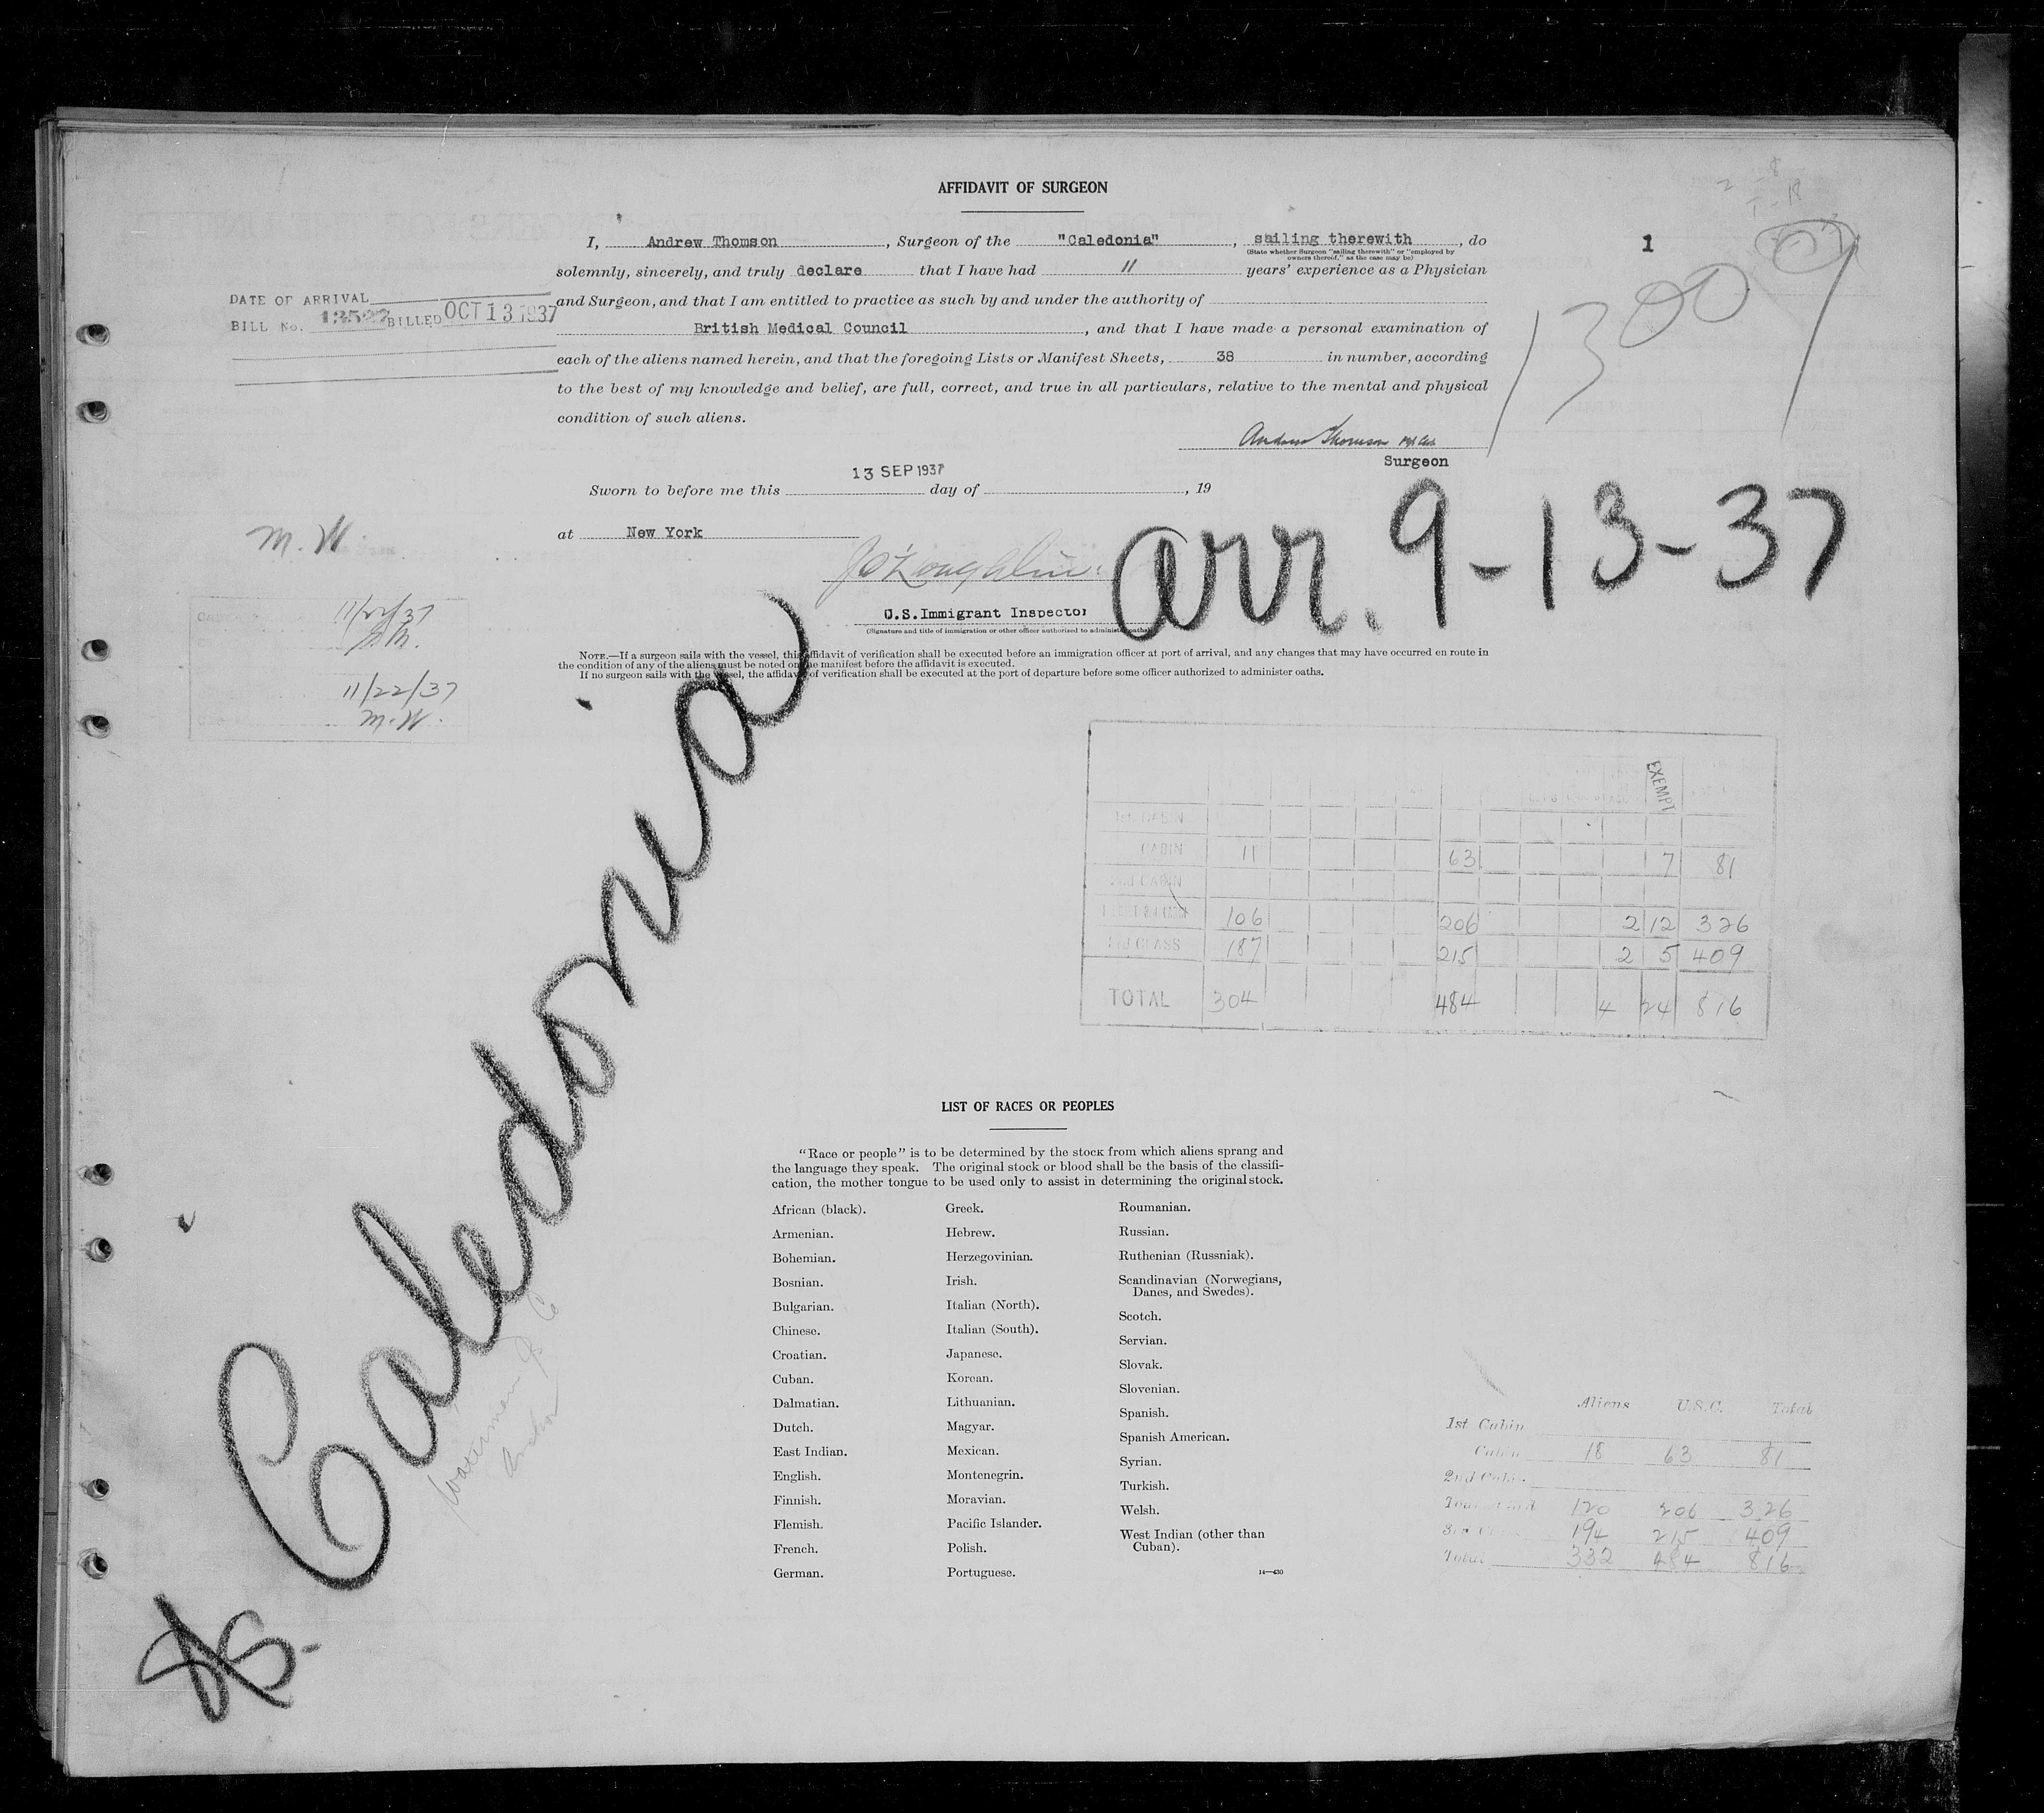 AFFIDAVIT OF SURGEON
I, Andrew Thomson, Surgeon of the "Caledonia", sailing therewith, do
(State whether Surgeon "sailing therewith" or "employed by
owners thereof," as the case may be)
1
solemnly, sincerely, and truly declare that I have had 11 years' experience as a Physician
and Surgeon, and that I am entitled to practice as such by and under the authority of
British Medical Council, and that I have made a personal examination of
each of the aliens named herein, and that the foregoing Lists or Manifest Sheets, 38 in number, according
to the best of my knowledge and belief, are full, correct, and true in all particulars, relative to the mental and physical
condition of such aliens.
DATE OF ARRIVAL
BILL No. 13527 BILLED OCT 13 1937
1300
Andrew Thomson
Surgeon
13 SEP 1937
Sworn to before me this day of , 19
at New York
M. W.
arr. 9-13-37
U.S.Immigrant Inspector
(Signature and title of immigration or other officer authorized to administer oaths)
11/22/37
11/22/37
M. W.
NOTE.—If a surgeon sails with the vessel, this affidavit of verification shall be executed before an immigration officer at port of arrival, and any changes that may have occurred en route in
the condition of any of the aliens must be noted on the manifest before the affidavit is executed.
If no surgeon sails with the vessel, the affidavit of verification shall be executed at the port of departure before some officer authorized to administer oaths.
SS. Caledonia
EXEMPT
1st CABIN
CABIN 11 63 7 81
2nd CABIN
106 206 2 12 326
3rd CLASS 187 215 2 5 409
TOTAL 304 484 4 24 816
LIST OF RACES OR PEOPLES
"Race or people" is to be determined by the stock from which aliens sprang and
the language they speak. The original stock or blood shall be the basis of the classifi-
cation, the mother tongue to be used only to assist in determining the original stock.
African (black).
Armenian.
Bohemian.
Bosnian.
Bulgarian.
Chinese.
Croatian.
Cuban.
Dalmatian.
Dutch.
East Indian.
English.
Finnish.
Flemish.
French.
German.
Greek.
Hebrew.
Herzegovinian.
Irish.
Italian (North).
Italian (South).
Japanese.
Korean.
Lithuanian.
Magyar.
Mexican.
Montenegrin.
Moravian.
Pacific Islander.
Polish.
Portuguese.
Roumanian.
Russian.
Ruthenian (Russniak).
Scandinavian (Norwegians,
Danes, and Swedes).
Scotch.
Servian.
Slovak.
Slovenian.
Spanish.
Spanish American.
Syrian.
Turkish.
Welsh.
West Indian (other than
Cuban).
14—430
Aliens U.S.C. Total
1st Cabin
Cabin 18 63 81
2nd Cabin
120 206 326
194 215 409
Total 332 484 816